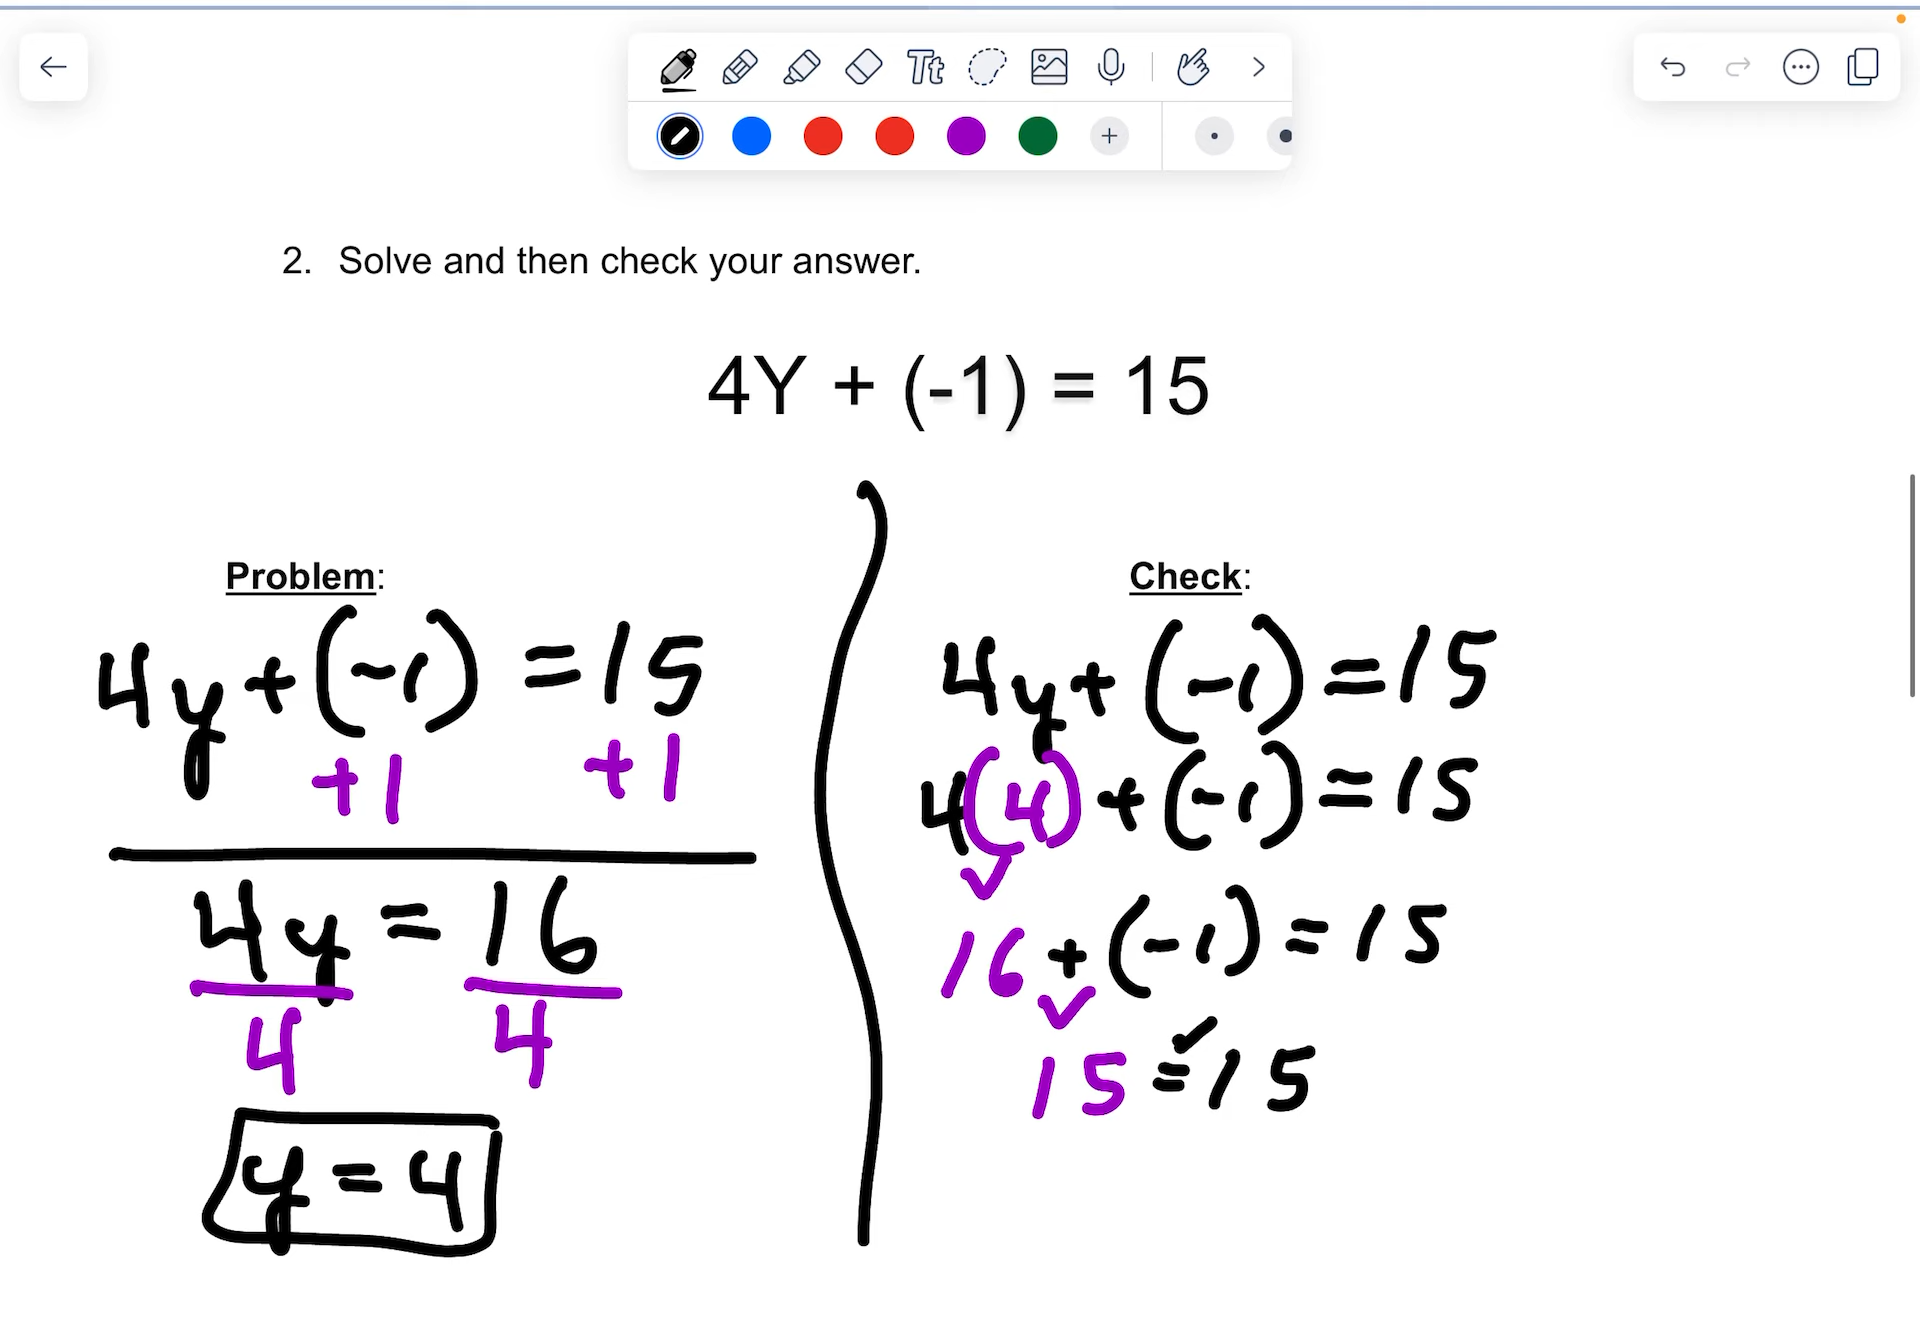 Tt
2. Solve and then check your answer.
4Y + (-1) = 15
Problem:
4y+(-1) =15
+1 +1
4y = 16
4 4
y = 4
Check:
4y+(-1)=15
4(4)+(-1)=15
16+(-1)=15
15=15